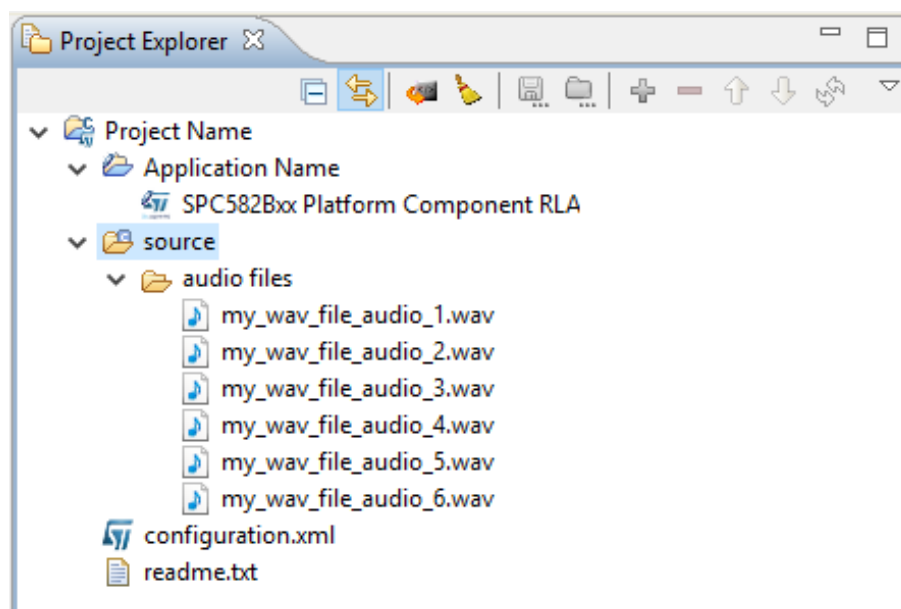 Project Explorer
Project Name
Application Name
SPC582Bxx Platform Component RLA
source
audio files
my_wav_file_audio_1.wav
my_wav_file_audio_2.wav
my_wav_file_audio_3.wav
my_wav_file_audio_4.wav
my_wav_file_audio_5.wav
my_wav_file_audio_6.wav
configuration.xml
readme.txt